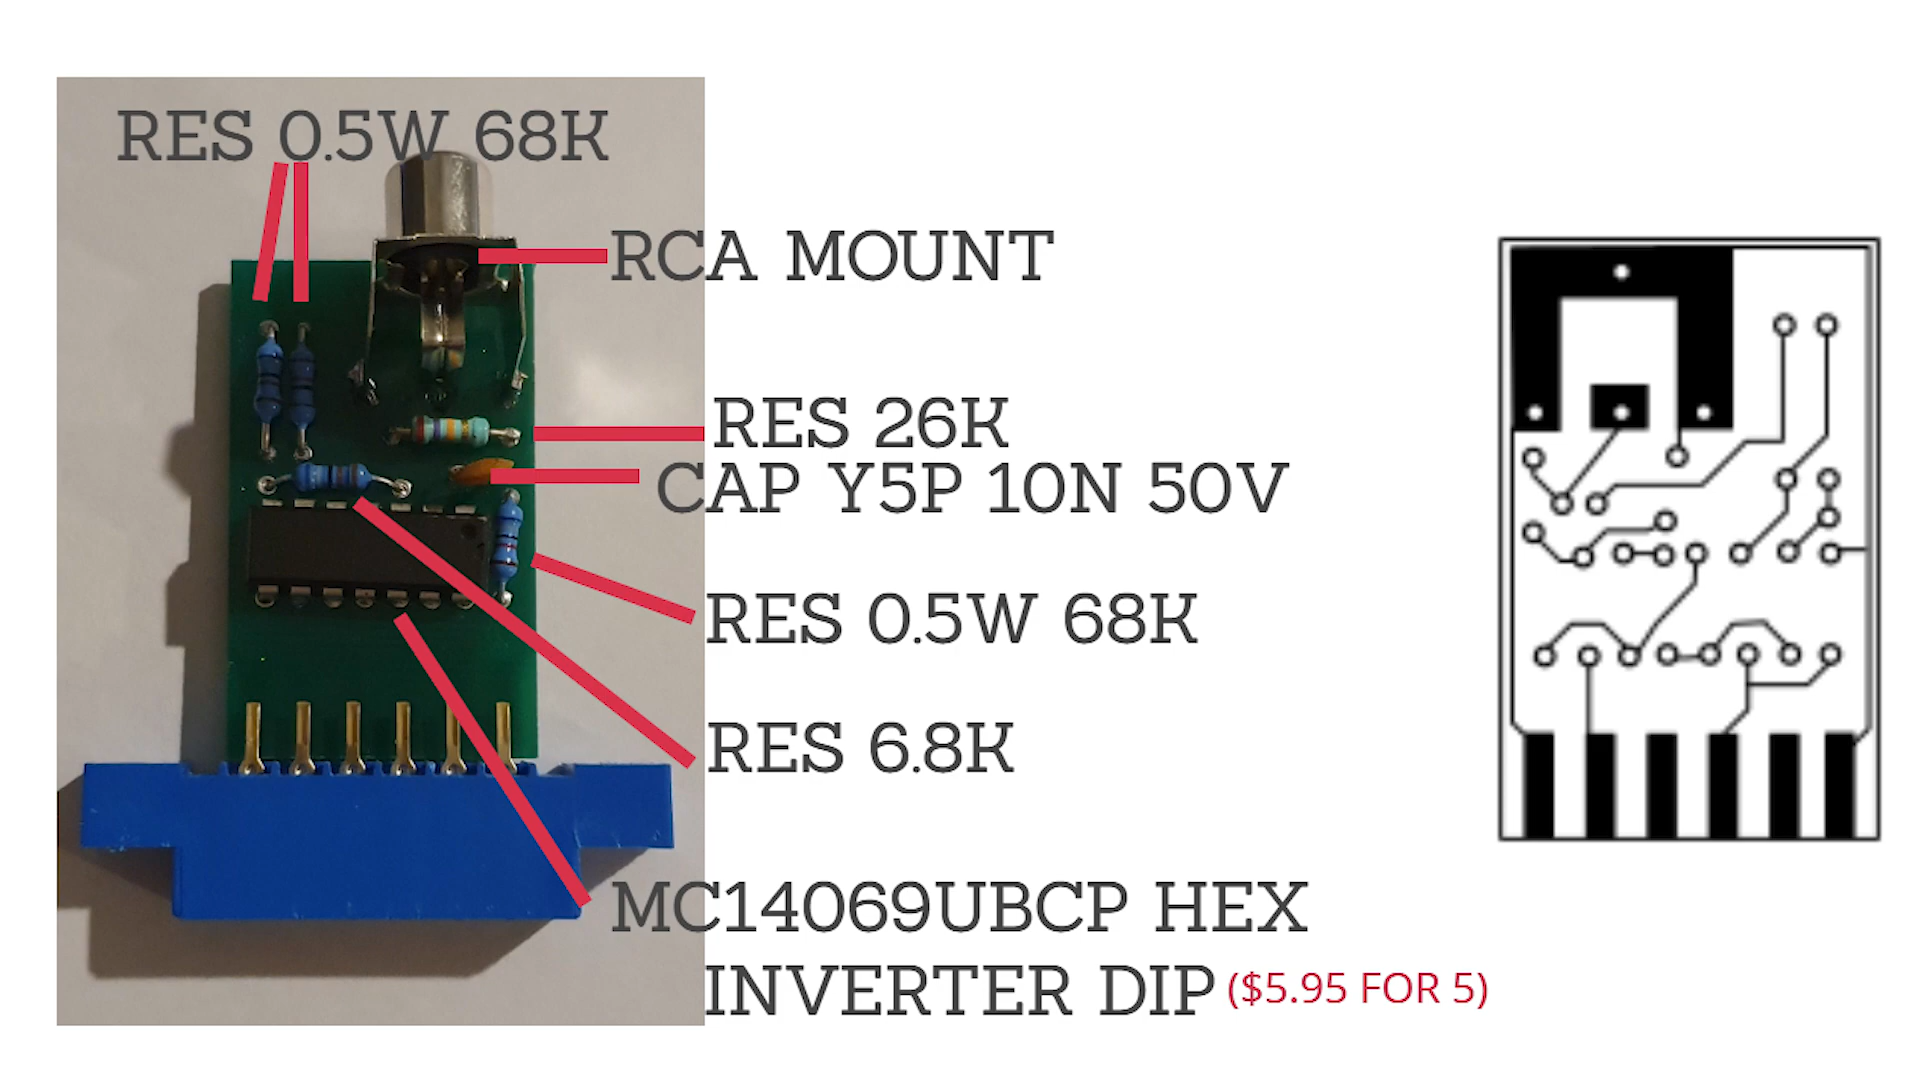 RES 0.5W 68K
RCA MOUNT
RES 26K
CAP Y5P 10N 50V
RES 0.5W 68K
RES 6.8K
MC14069UBCP HEX
INVERTER DIP ($5.95 FOR 5)